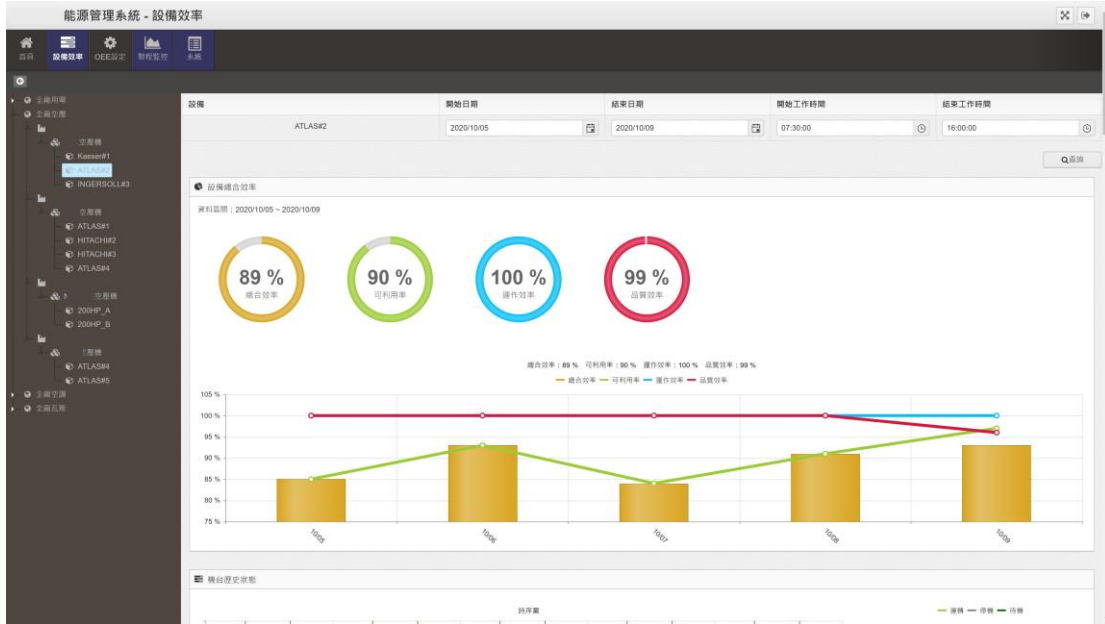 能源管理系統 - 設備效率
首頁 設備效率 OEE設定 製程監控 系統
全廠用電
全廠空壓
空壓機
Kaeser#1
ATLAS#2
INGERSOLL#3
空壓機
ATLAS#1
HITACHI#2
HITACHI#3
ATLAS#4
空壓機
200HP_A
200HP_B
壓機
ATLAS#4
ATLAS#5
全廠空調
全廠瓦斯
設備 開始日期 結束日期 開始工作時間 結束工作時間
ATLAS#2 2020/10/05 2020/10/09 07:30:00 16:00:00
查詢
設備總合效率
資料區間：2020/10/05 ~ 2020/10/09
89 % 90 % 100 % 99 %
總合效率 可利用率 運作效率 品質效率
總合效率：89 % 可利用率：90 % 運作效率：100 % 品質效率：99 %
總合效率 可利用率 運作效率 品質效率
105 %
100 %
95 %
90 %
85 %
80 %
75 %
10/05 10/06 10/07 10/08 10/09
機台歷史狀態
時序圖
運轉 停機 待機